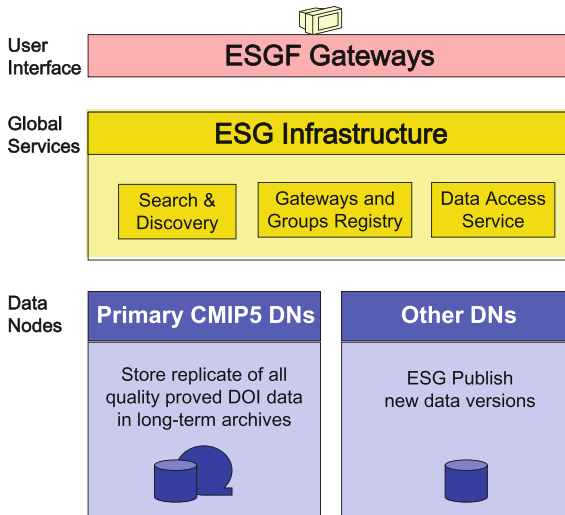 User
Interface
ESGF Gateways
Global
Services
ESG Infrastructure
Search &
Discovery
Gateways and
Groups Registry
Data Access
Service
Data
Nodes
Primary CMIP5 DNs
Store replicate of all
quality proved DOI data
in long-term archives
Other DNs
ESG Publish
new data versions